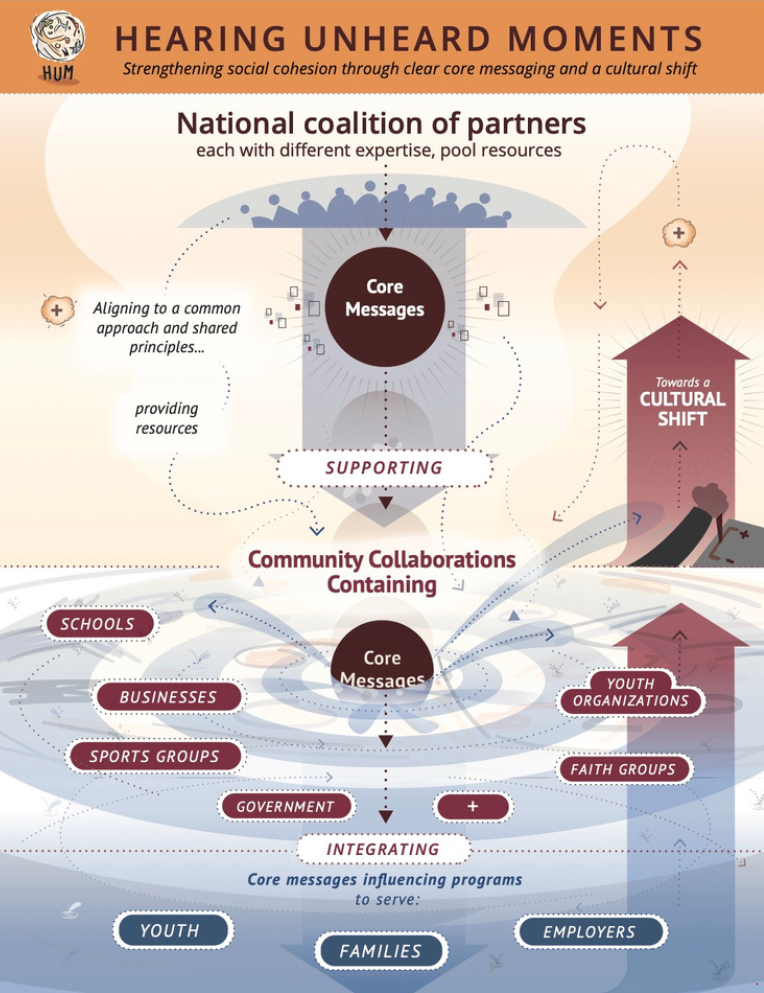 HUM
HEARING UNHEARD MOMENTS
Strengthening social cohesion through clear core messaging and a cultural shift
National coalition of partners
each with different expertise, pool resources
+
Core
Messages
+
Aligning to a common
approach and shared
principles...
providing
resources
Towards a
CULTURAL
SHIFT
SUPPORTING
Community Collaborations
Containing
SCHOOLS
Core
Messages
BUSINESSES
YOUTH
ORGANIZATIONS
SPORTS GROUPS
FAITH GROUPS
GOVERNMENT
+
INTEGRATING
Core messages influencing programs
to serve:
YOUTH
FAMILIES
EMPLOYERS